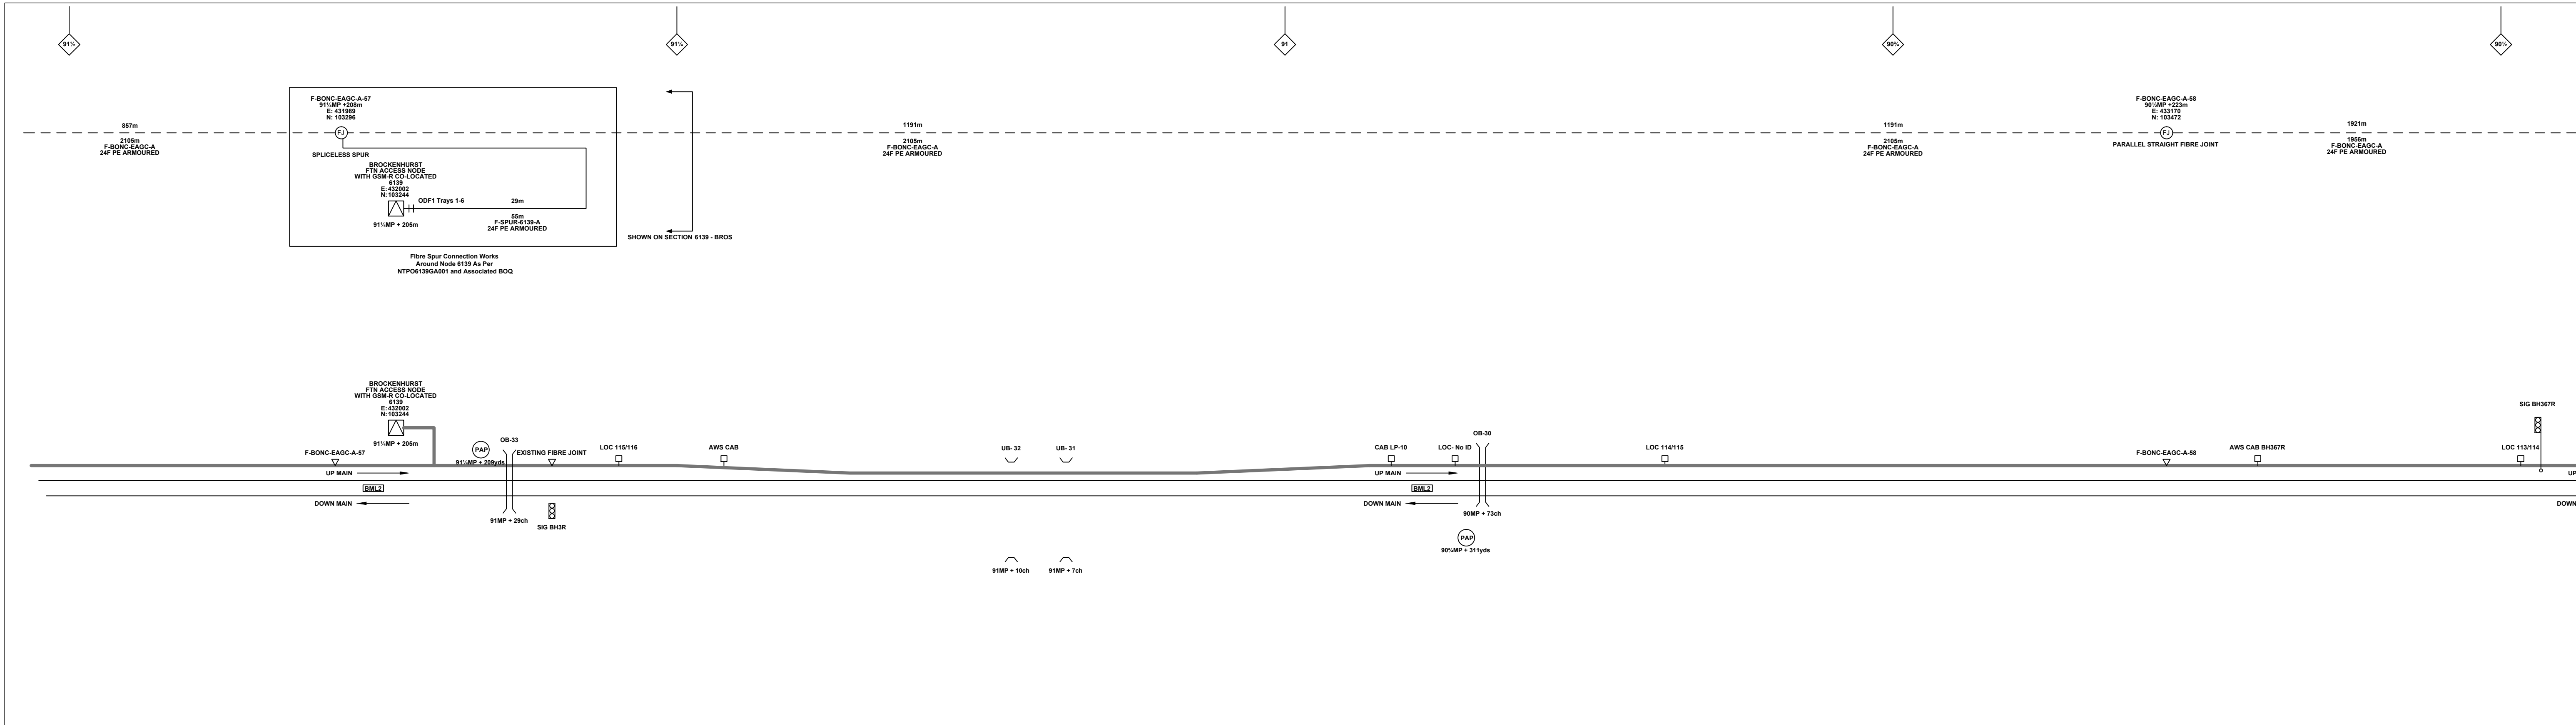 91½
91¼
91
90¾
90½
F-BONC-EAGC-A-57
91¼MP +208m
E: 431989
N: 103296
FJ
SPLICELESS SPUR
857m
2105m
F-BONC-EAGC-A
24F PE ARMOURED
BROCKENHURST
FTN ACCESS NODE
WITH GSM-R CO-LOCATED
6139
E:432002
N:103244
ODF1 Trays 1-6
91¼MP + 205m
29m
55m
F-SPUR-6139-A
24F PE ARMOURED
Fibre Spur Connection Works
Around Node 6139 As Per
NTPO6139GA001 and Associated BOQ
SHOWN ON SECTION 6139 - BROS
1191m
2105m
F-BONC-EAGC-A
24F PE ARMOURED
1191m
2105m
F-BONC-EAGC-A
24F PE ARMOURED
F-BONC-EAGC-A-58
90½MP +223m
E: 433170
N: 103472
FJ
PARALLEL STRAIGHT FIBRE JOINT
1921m
1956m
F-BONC-EAGC-A
24F PE ARMOURED
BROCKENHURST
FTN ACCESS NODE
WITH GSM-R CO-LOCATED
6139
E:432002
N:103244
91¼MP + 205m
F-BONC-EAGC-A-57
PAP
91¼MP + 209yds
OB-33
EXISTING FIBRE JOINT
LOC 115/116
AWS CAB
UB- 32
UB- 31
CAB LP-10
LOC- No ID
OB-30
LOC 114/115
F-BONC-EAGC-A-58
AWS CAB BH367R
LOC 113/114
SIG BH367R
UP MAIN
BML2
DOWN MAIN
91MP + 29ch
SIG BH3R
UP MAIN
BML2
DOWN MAIN
90MP + 73ch
PAP
90¾MP + 311yds
91MP + 10ch
91MP + 7ch
UP
DOWN